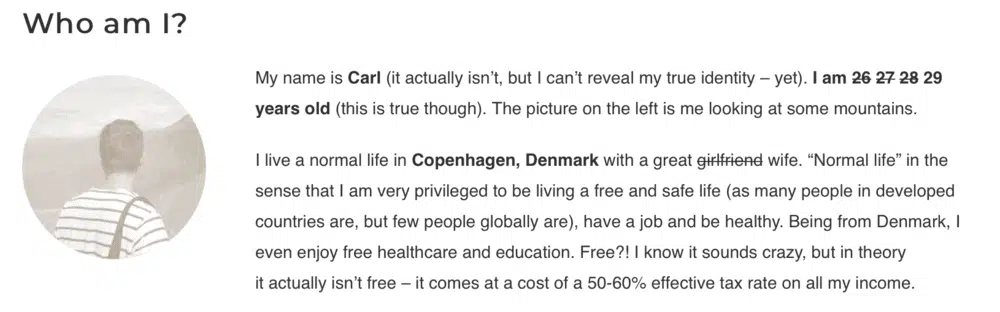 Who am I?
My name is Carl (it actually isn’t, but I can’t reveal my true identity – yet). I am 26 27 28 29
years old (this is true though). The picture on the left is me looking at some mountains.
I live a normal life in Copenhagen, Denmark with a great girlfriend wife. “Normal life” in the
sense that I am very privileged to be living a free and safe life (as many people in developed
countries are, but few people globally are), have a job and be healthy. Being from Denmark, I
even enjoy free healthcare and education. Free?! I know it sounds crazy, but in theory
it actually isn’t free – it comes at a cost of a 50-60% effective tax rate on all my income.